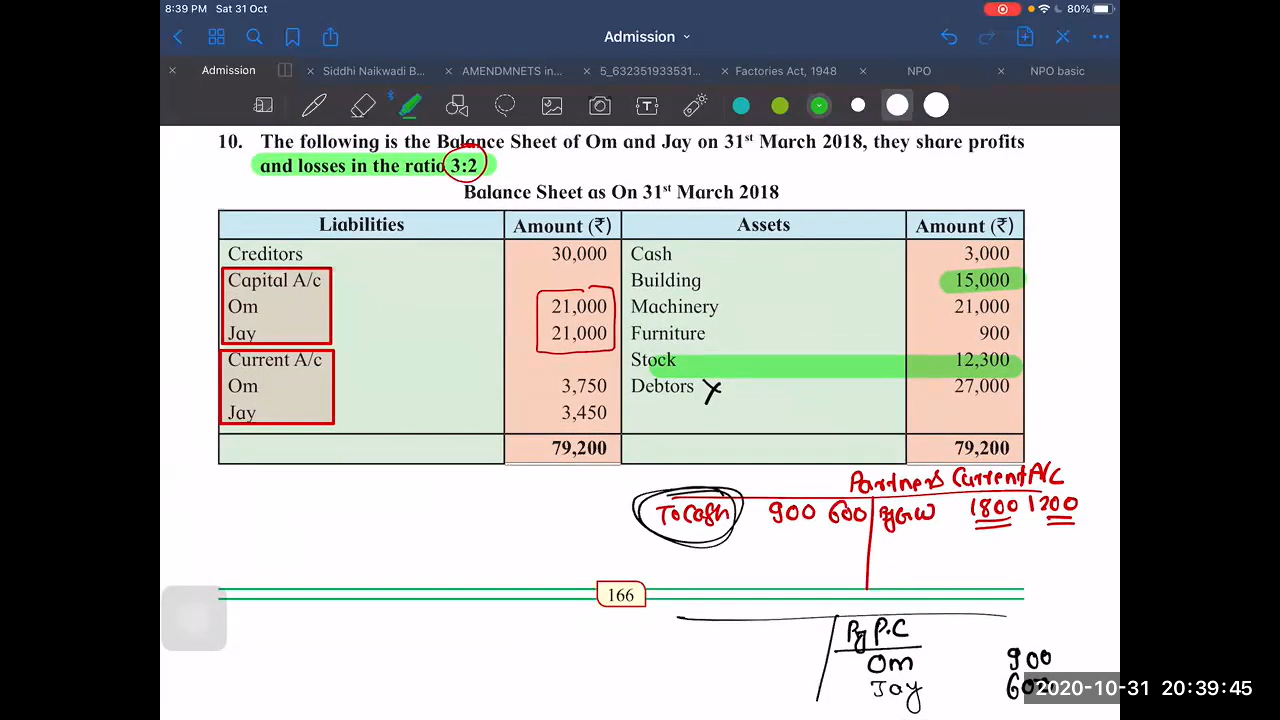 8:39 PM Sat 31 Oct 80%
Admission
Admission Siddhi Naikwadi B... AMENDMNETS in... 5_632351933531... Factories Act, 1948 NPO NPO basic
10. The following is the Balance Sheet of Om and Jay on 31st March 2018, they share profits
and losses in the ratio 3:2
Balance Sheet as On 31st March 2018
Liabilities Amount (₹) Assets Amount (₹)
Creditors 30,000 Cash 3,000
Capital A/c Building 15,000
Om 21,000 Machinery 21,000
Jay 21,000 Furniture 900
Current A/c Stock 12,300
Om 3,750 Debtors 27,000
Jay 3,450
79,200 79,200
Partners Current A/C
To Cash 900 600 By GW 1800 1200
166
By P.C
Om 900
Jay 600
2020-10-31 20:39:45